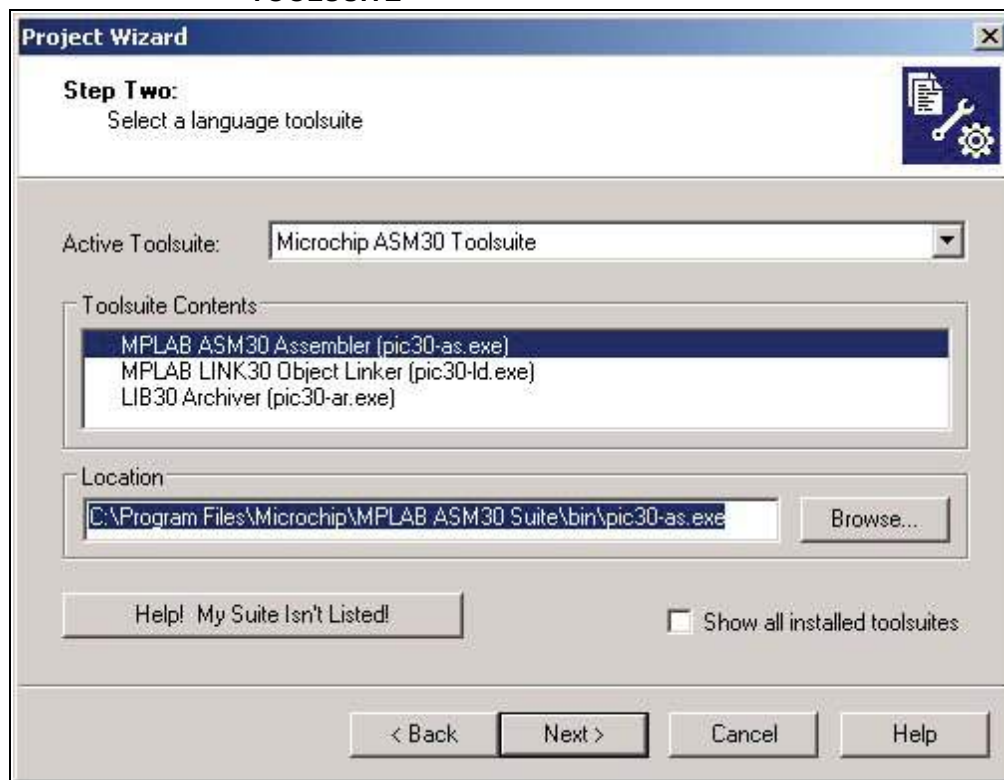 TOOLSUITE
Project Wizard
Step Two:
Select a language toolsuite
Active Toolsuite:
Microchip ASM30 Toolsuite
Toolsuite Contents
MPLAB ASM30 Assembler (pic30-as.exe)
MPLAB LINK30 Object Linker (pic30-ld.exe)
LIB30 Archiver (pic30-ar.exe)
Location
C:\Program Files\Microchip\MPLAB ASM30 Suite\bin\pic30-as.exe
Browse...
Help! My Suite Isn't Listed!
Show all installed toolsuites
< Back
Next >
Cancel
Help